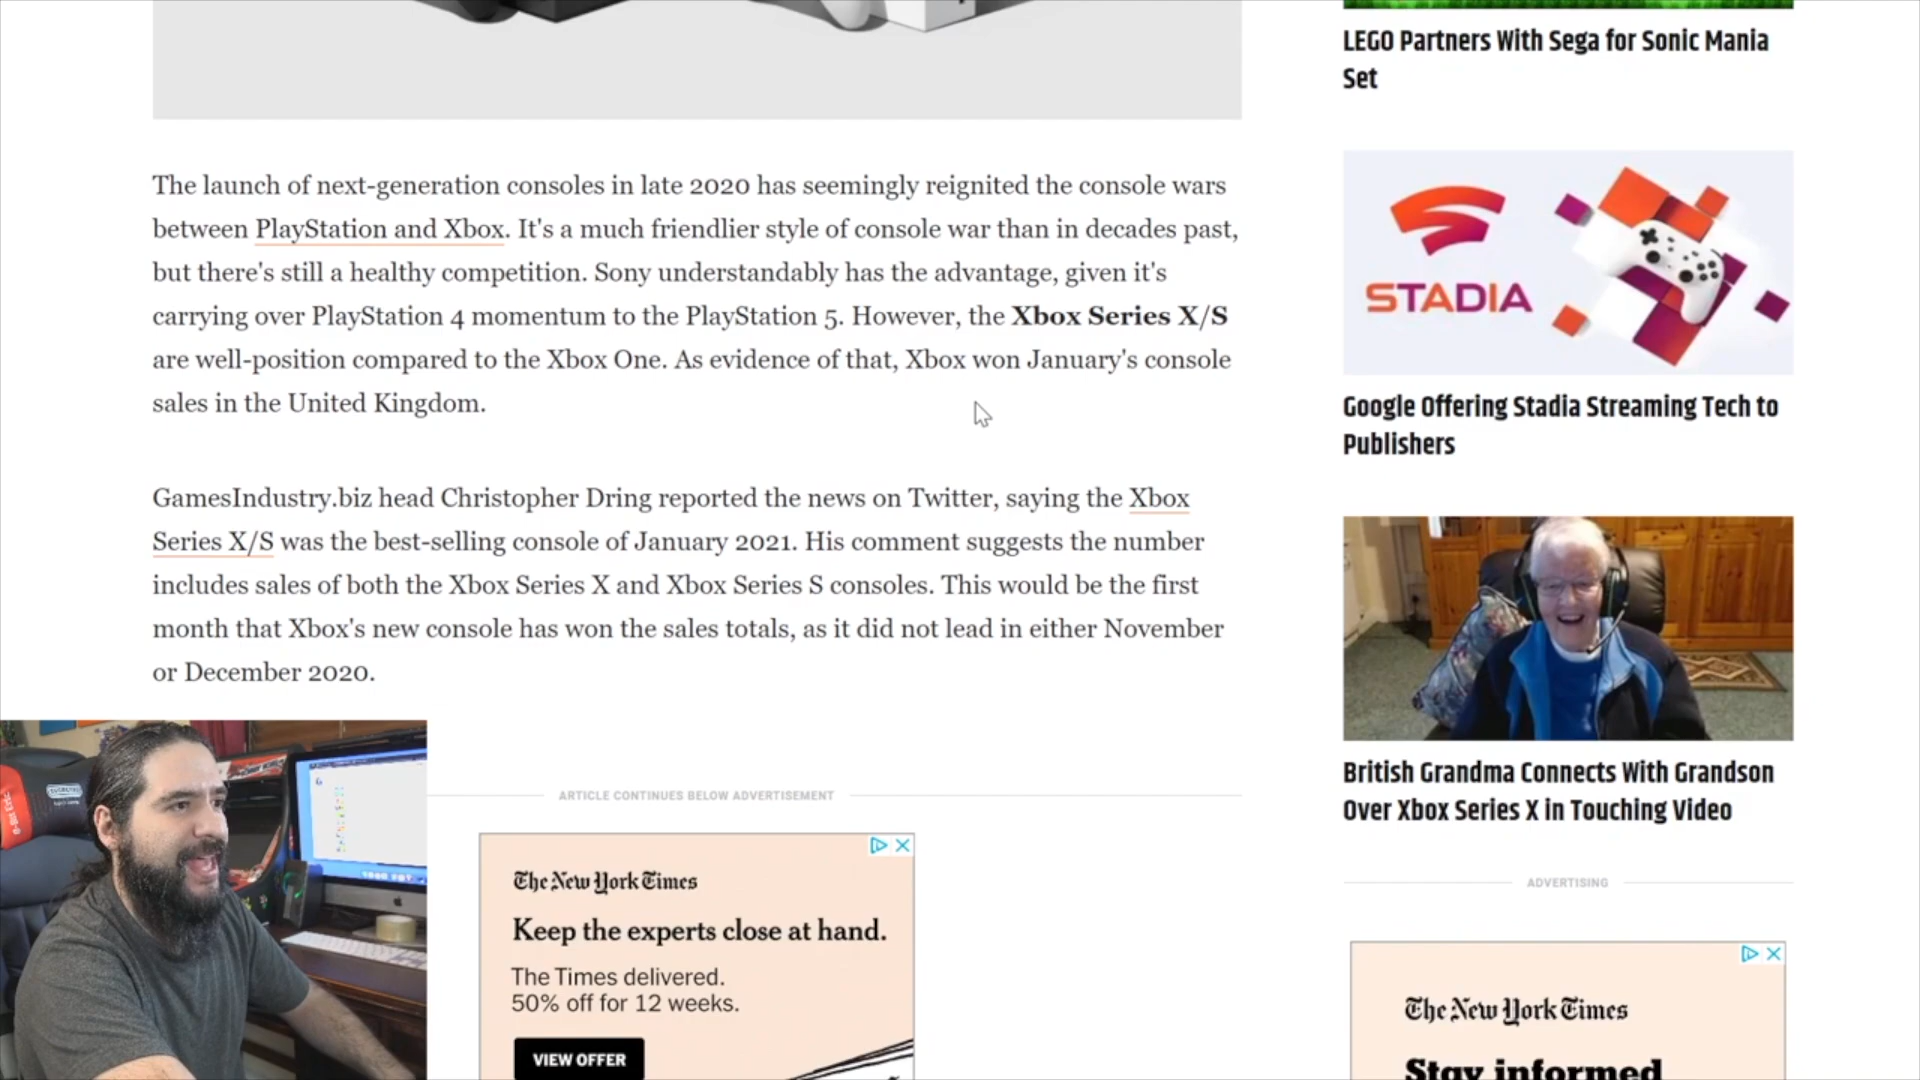 The launch of next-generation consoles in late 2020 has seemingly reignited the console wars
between PlayStation and Xbox. It's a much friendlier style of console war than in decades past,
but there's still a healthy competition. Sony understandably has the advantage, given it's
carrying over PlayStation 4 momentum to the PlayStation 5. However, the Xbox Series X/S
are well-position compared to the Xbox One. As evidence of that, Xbox won January's console
sales in the United Kingdom.
GamesIndustry.biz head Christopher Dring reported the news on Twitter, saying the Xbox
Series X/S was the best-selling console of January 2021. His comment suggests the number
includes sales of both the Xbox Series X and Xbox Series S consoles. This would be the first
month that Xbox's new console has won the sales totals, as it did not lead in either November
or December 2020.
ARTICLE CONTINUES BELOW ADVERTISEMENT
The New York Times
Keep the experts close at hand.
The Times delivered.
50% off for 12 weeks.
VIEW OFFER
LEGO Partners With Sega for Sonic Mania
Set
STADIA
Google Offering Stadia Streaming Tech to
Publishers
British Grandma Connects With Grandson
Over Xbox Series X in Touching Video
ADVERTISING
The New York Times
Stay informed